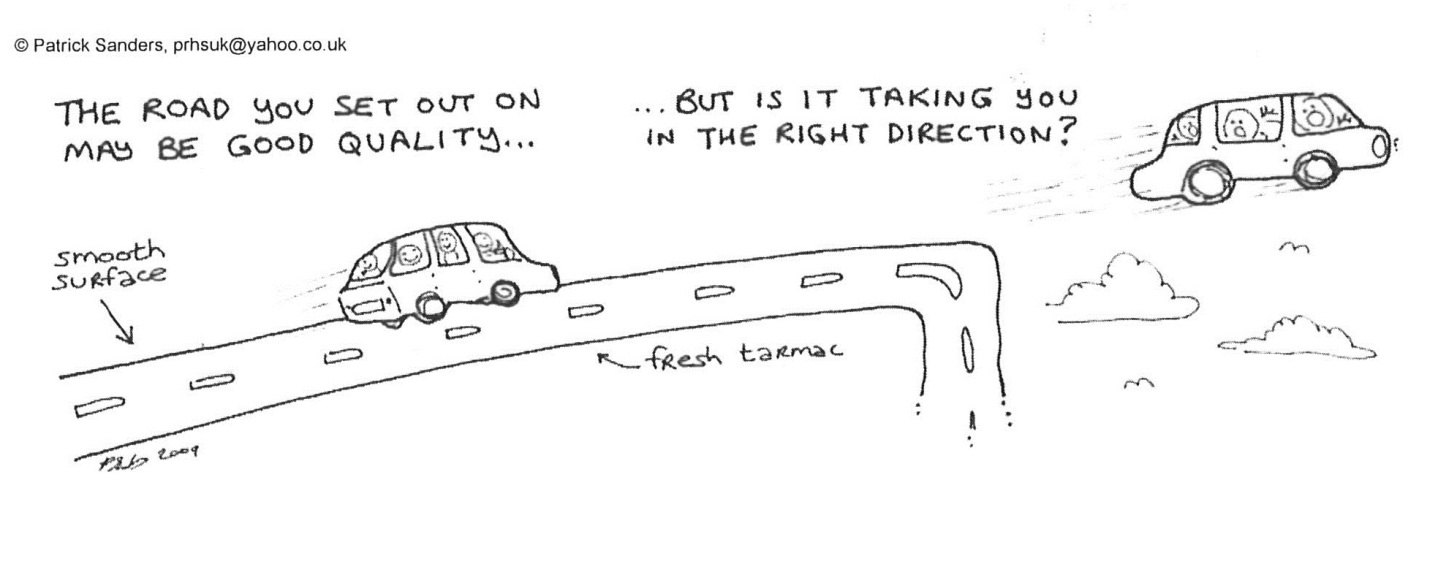 © Patrick Sanders, prhsuk@yahoo.co.uk
THE ROAD YOU SET OUT ON
MAY BE GOOD QUALITY...
...BUT IS IT TAKING YOU
IN THE RIGHT DIRECTION?
smooth
surface
fresh tarmac
2009